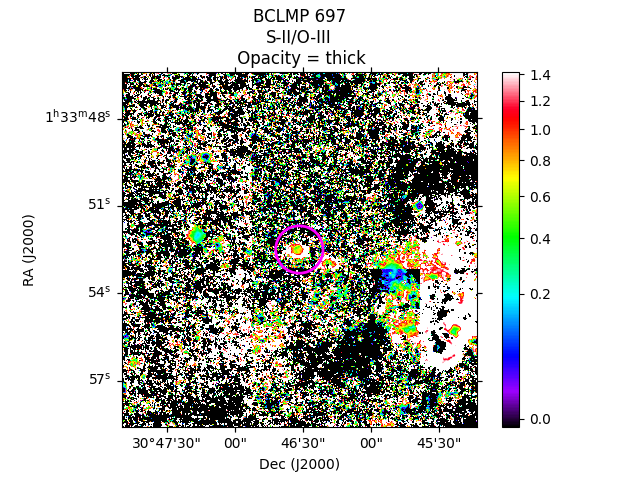 BCLMP 697
S-II/O-III
Opacity = thick
1ʰ33ᵐ48ˢ
51ˢ
54ˢ
57ˢ
RA (J2000)
30°47'30" 00" 46'30" 00" 45'30"
Dec (J2000)
1.4
1.2
1.0
0.8
0.6
0.4
0.2
0.0